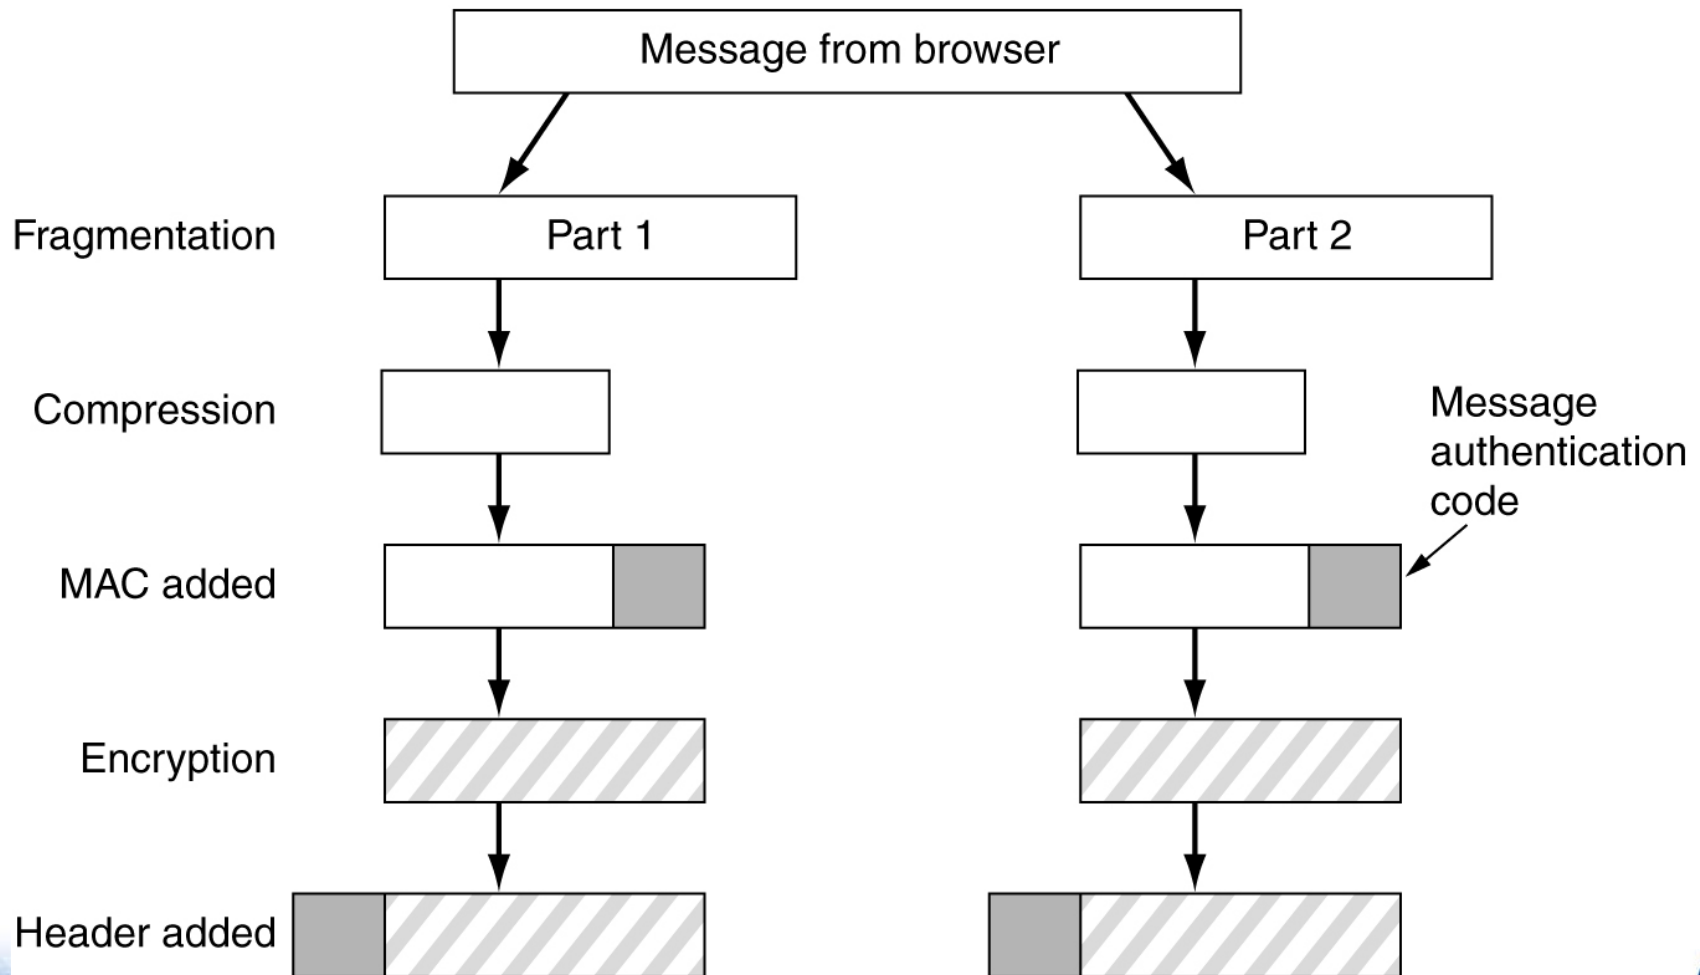 Message from browser
Fragmentation
Part 1
Part 2
Compression
Message
authentication
code
MAC added
Encryption
Header added